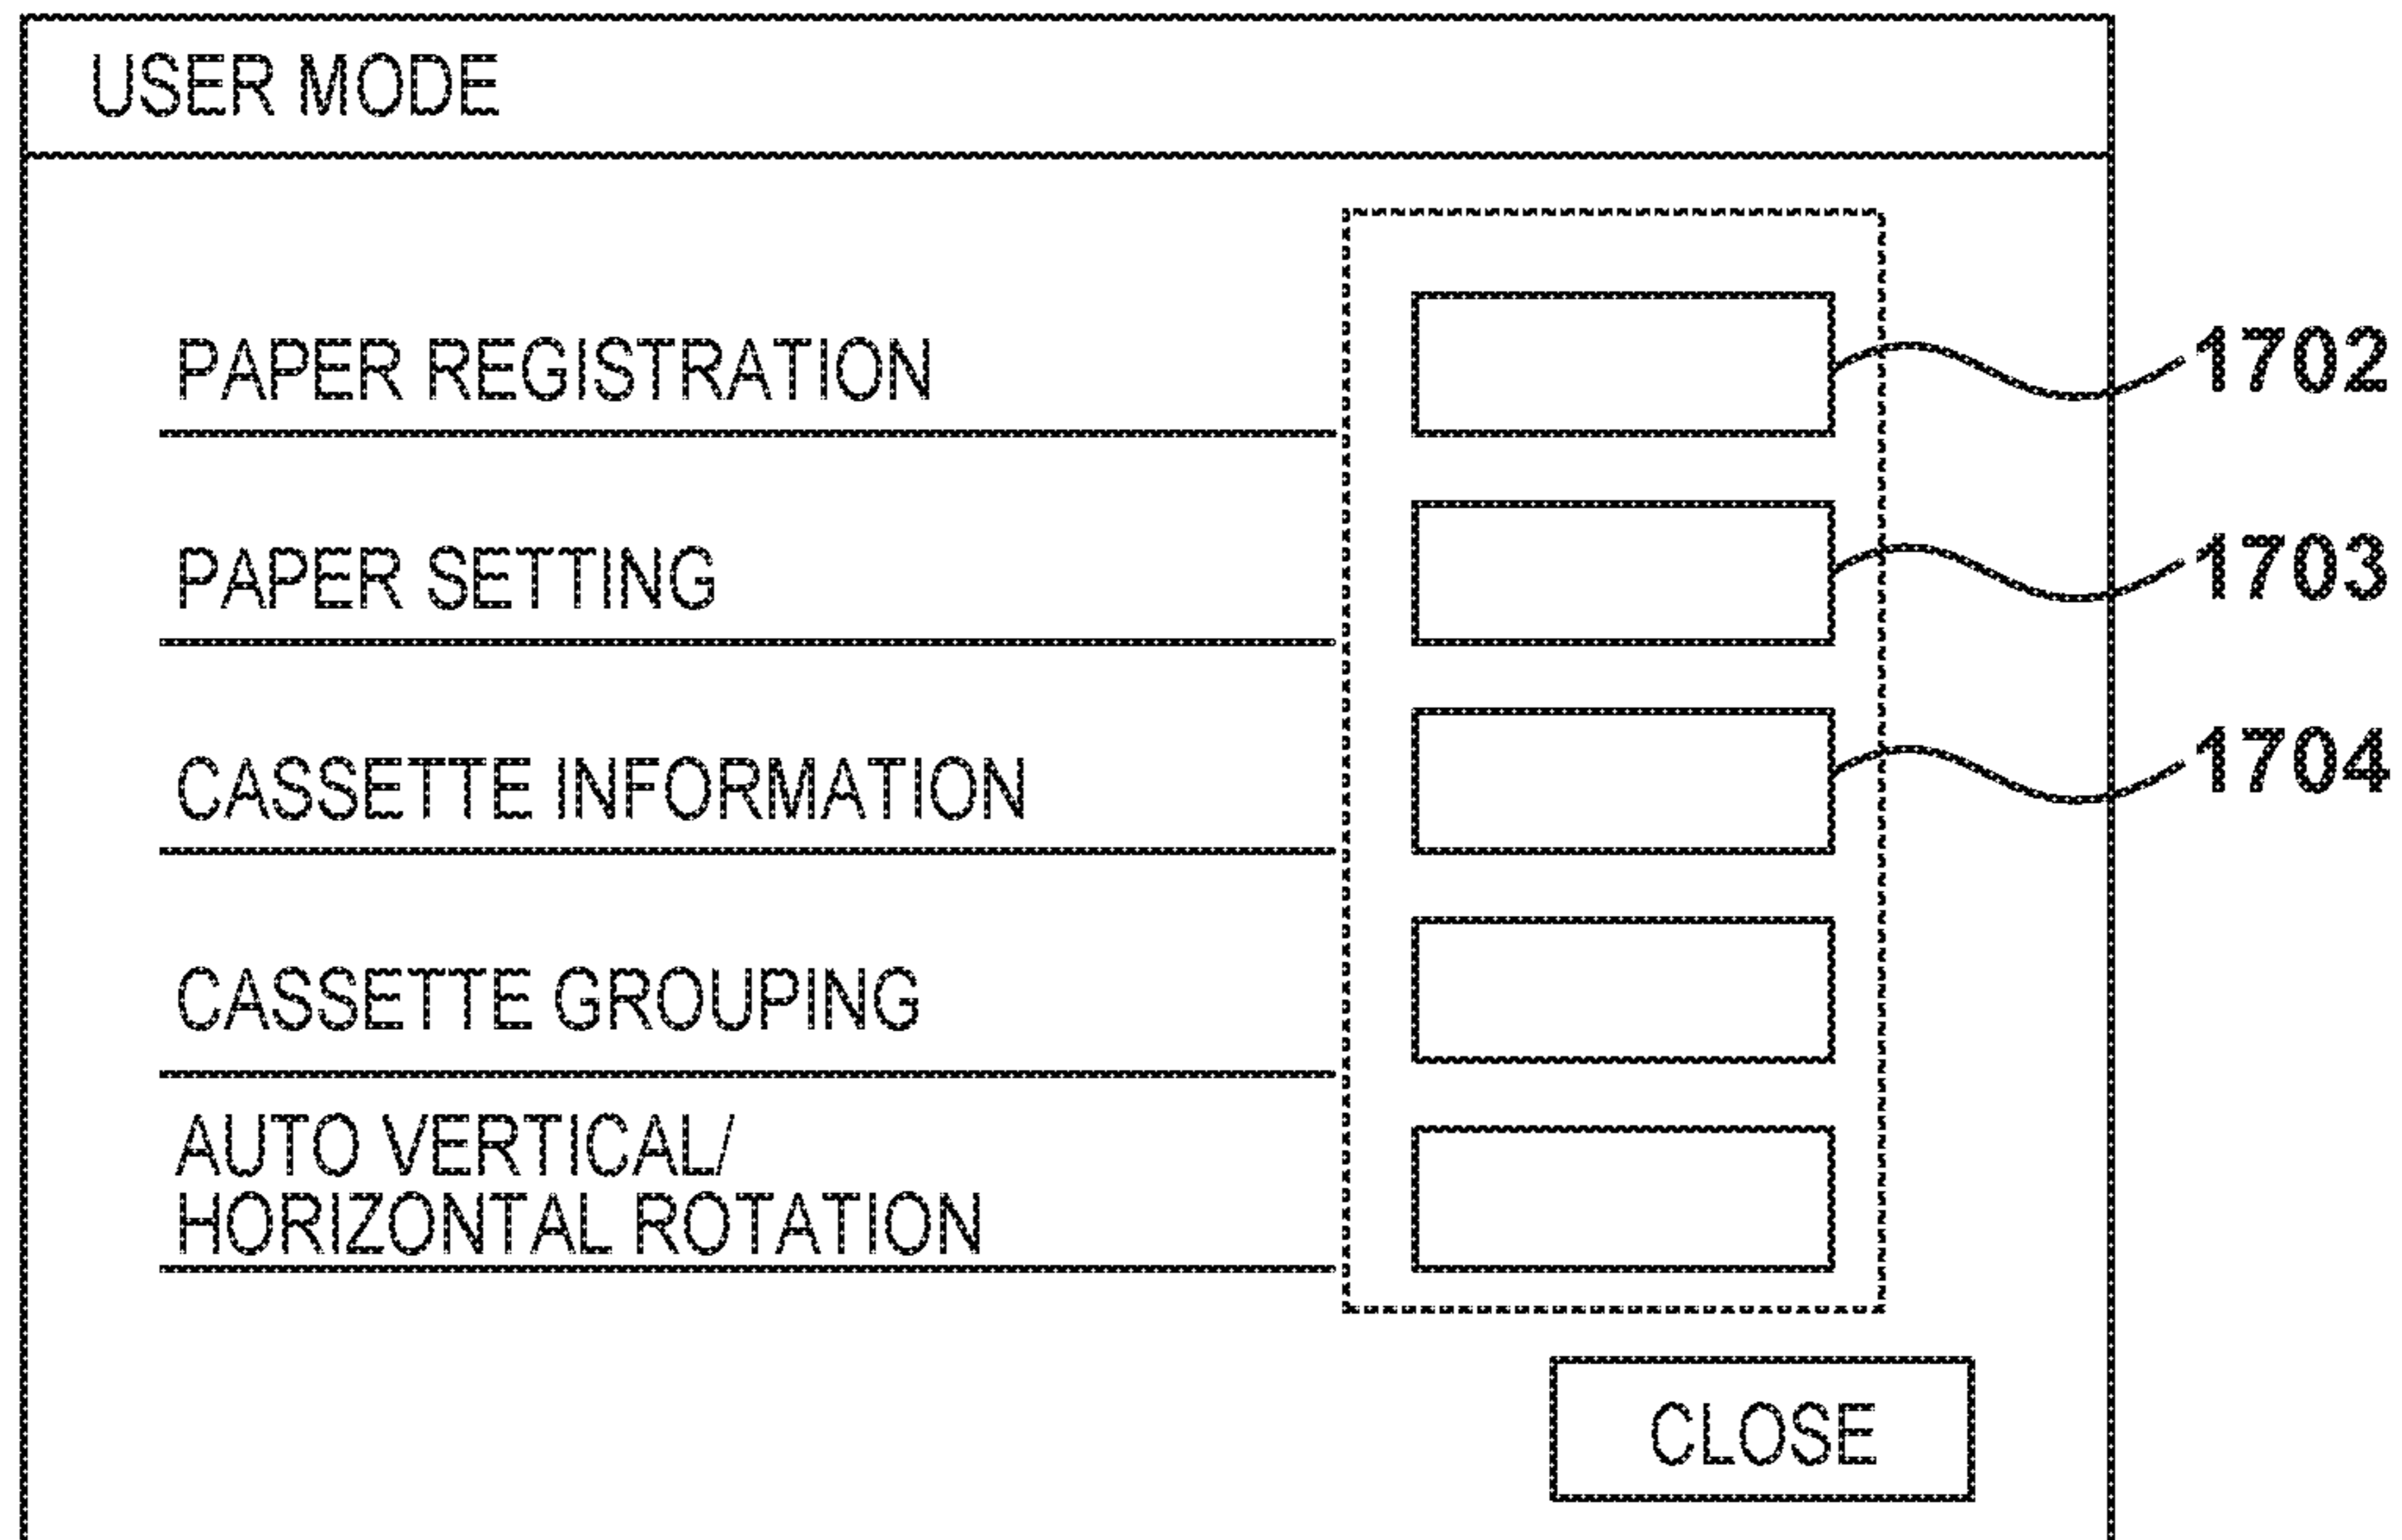 USER MODE
PAPER REGISTRATION 1702
PAPER SETTING 1703
CASSETTE INFORMATION 1704
CASSETTE GROUPING
AUTO VERTICAL/
HORIZONTAL ROTATION
CLOSE